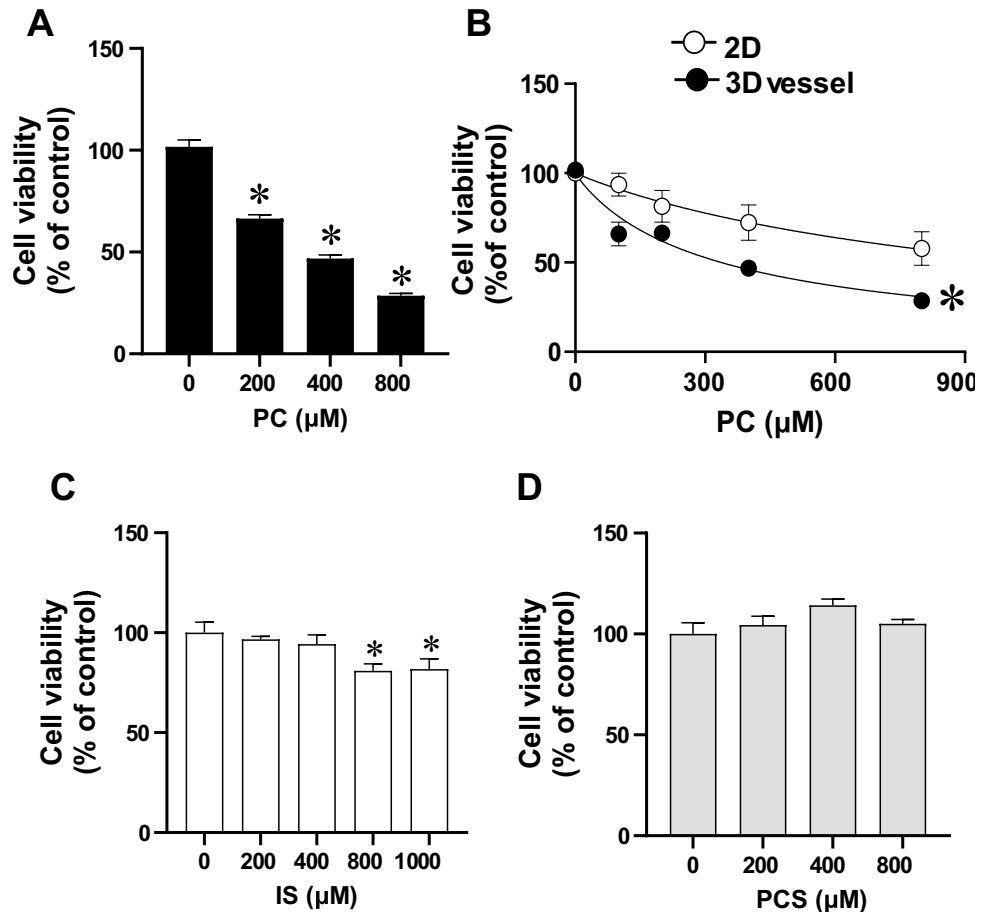 A
Cell viability
(% of control)
150
100
50
0
*
*
*
0 200 400 800
PC (µM)
B
2D
3D vessel
Cell viability
(%of control)
150
100
50
0
*
0 300 600 900
PC (µM)
C
Cell viability
(% of control)
150
100
50
0
* *
0 200 400 800 1000
IS (µM)
D
Cell viability
(% of control)
150
100
50
0
0 200 400 800
PCS (µM)